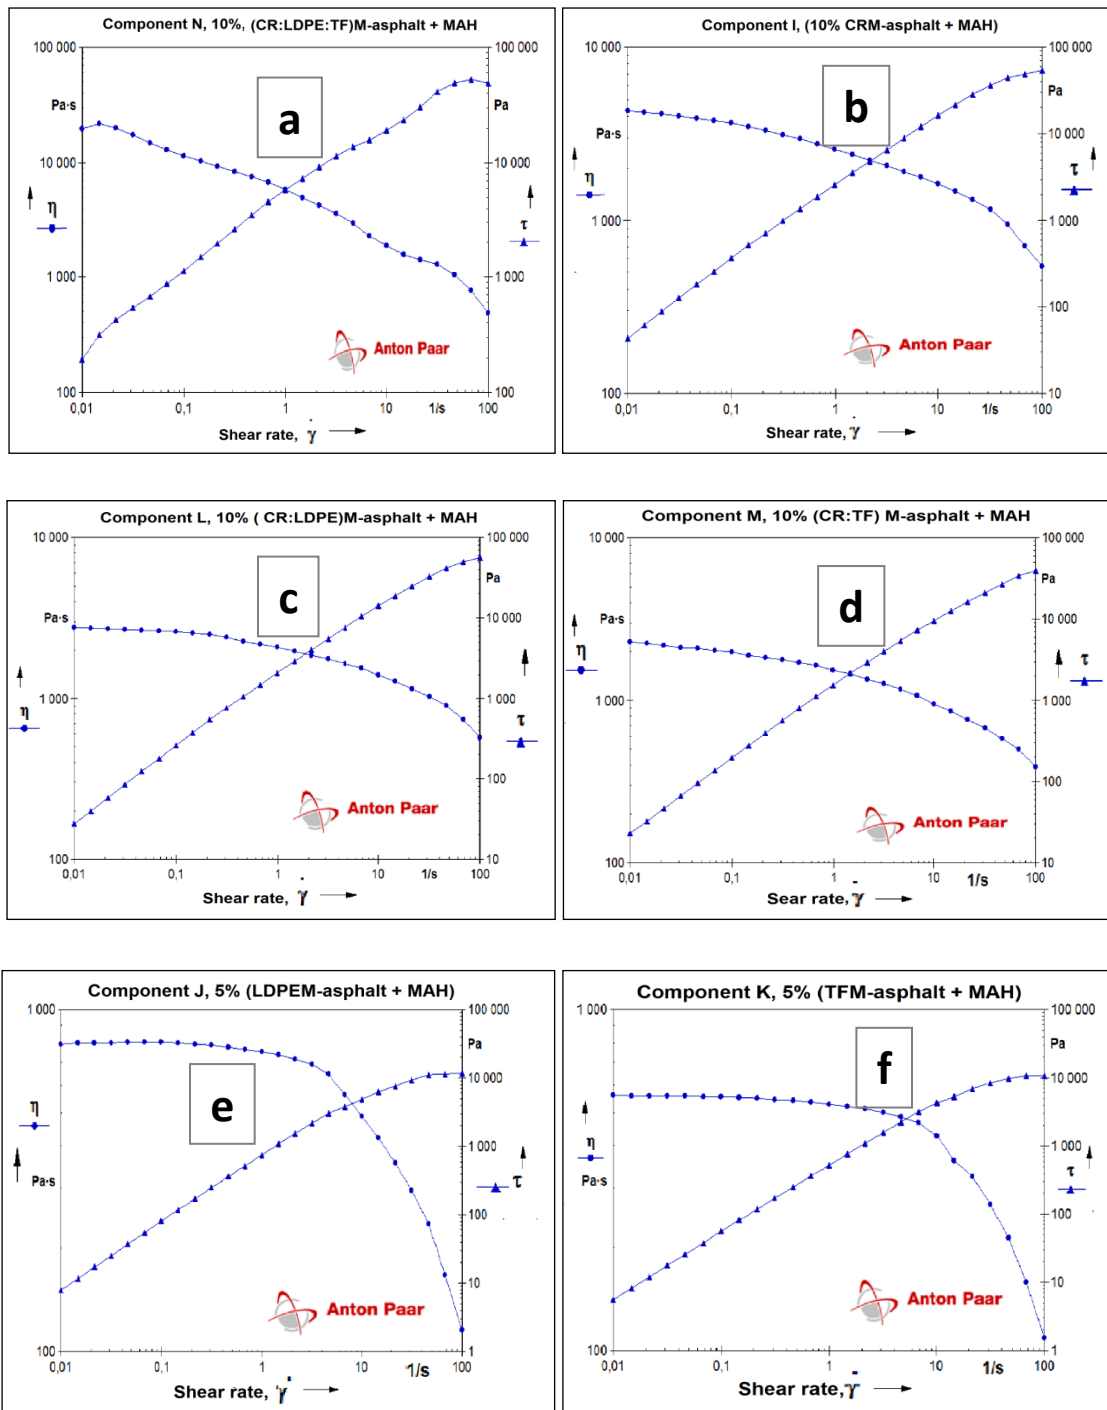 Component N, 10%, (CR:LDPE:TF)M-asphalt + MAH
100 000
100 000
Pa·s
Pa
a
10 000
10 000
η
τ
1 000
1 000
Anton Paar
100
100
0,01
0,1
1
10
1/s
100
Shear rate, γ̇
Component I, (10% CRM-asphalt + MAH)
10 000
100 000
Pa
b
Pa·s
10 000
τ
η
1 000
1 000
100
Anton Paar
100
10
0,01
0,1
1
10
1/s
100
Shear rate, γ̇
Component L, 10% ( CR:LDPE)M-asphalt + MAH
10 000
100 000
Pa
c
Pa·s
10 000
η
1 000
1 000
τ
100
Anton Paar
100
10
0,01
0,1
1
10
1/s
100
Shear rate, γ̇
Component M, 10% (CR:TF) M-asphalt + MAH
10 000
100 000
Pa
d
Pa·s
10 000
η
τ
1 000
1 000
100
Anton Paar
100
10
0,01
0,1
1
10
1/s
100
Sear rate, γ̇
Component J, 5% (LDPEM-asphalt + MAH)
1 000
100 000
Pa
10 000
e
η
1 000
Pa·s
τ
100
10
Anton Paar
100
1
0,01
0,1
1
10
1/s
100
Shear rate, γ̇
Component K, 5% (TFM-asphalt + MAH)
1 000
100 000
Pa
f
10 000
η
1 000
τ
Pa·s
100
10
Anton Paar
100
1
0,01
0,1
1
10
1/s
100
Shear rate, γ̇